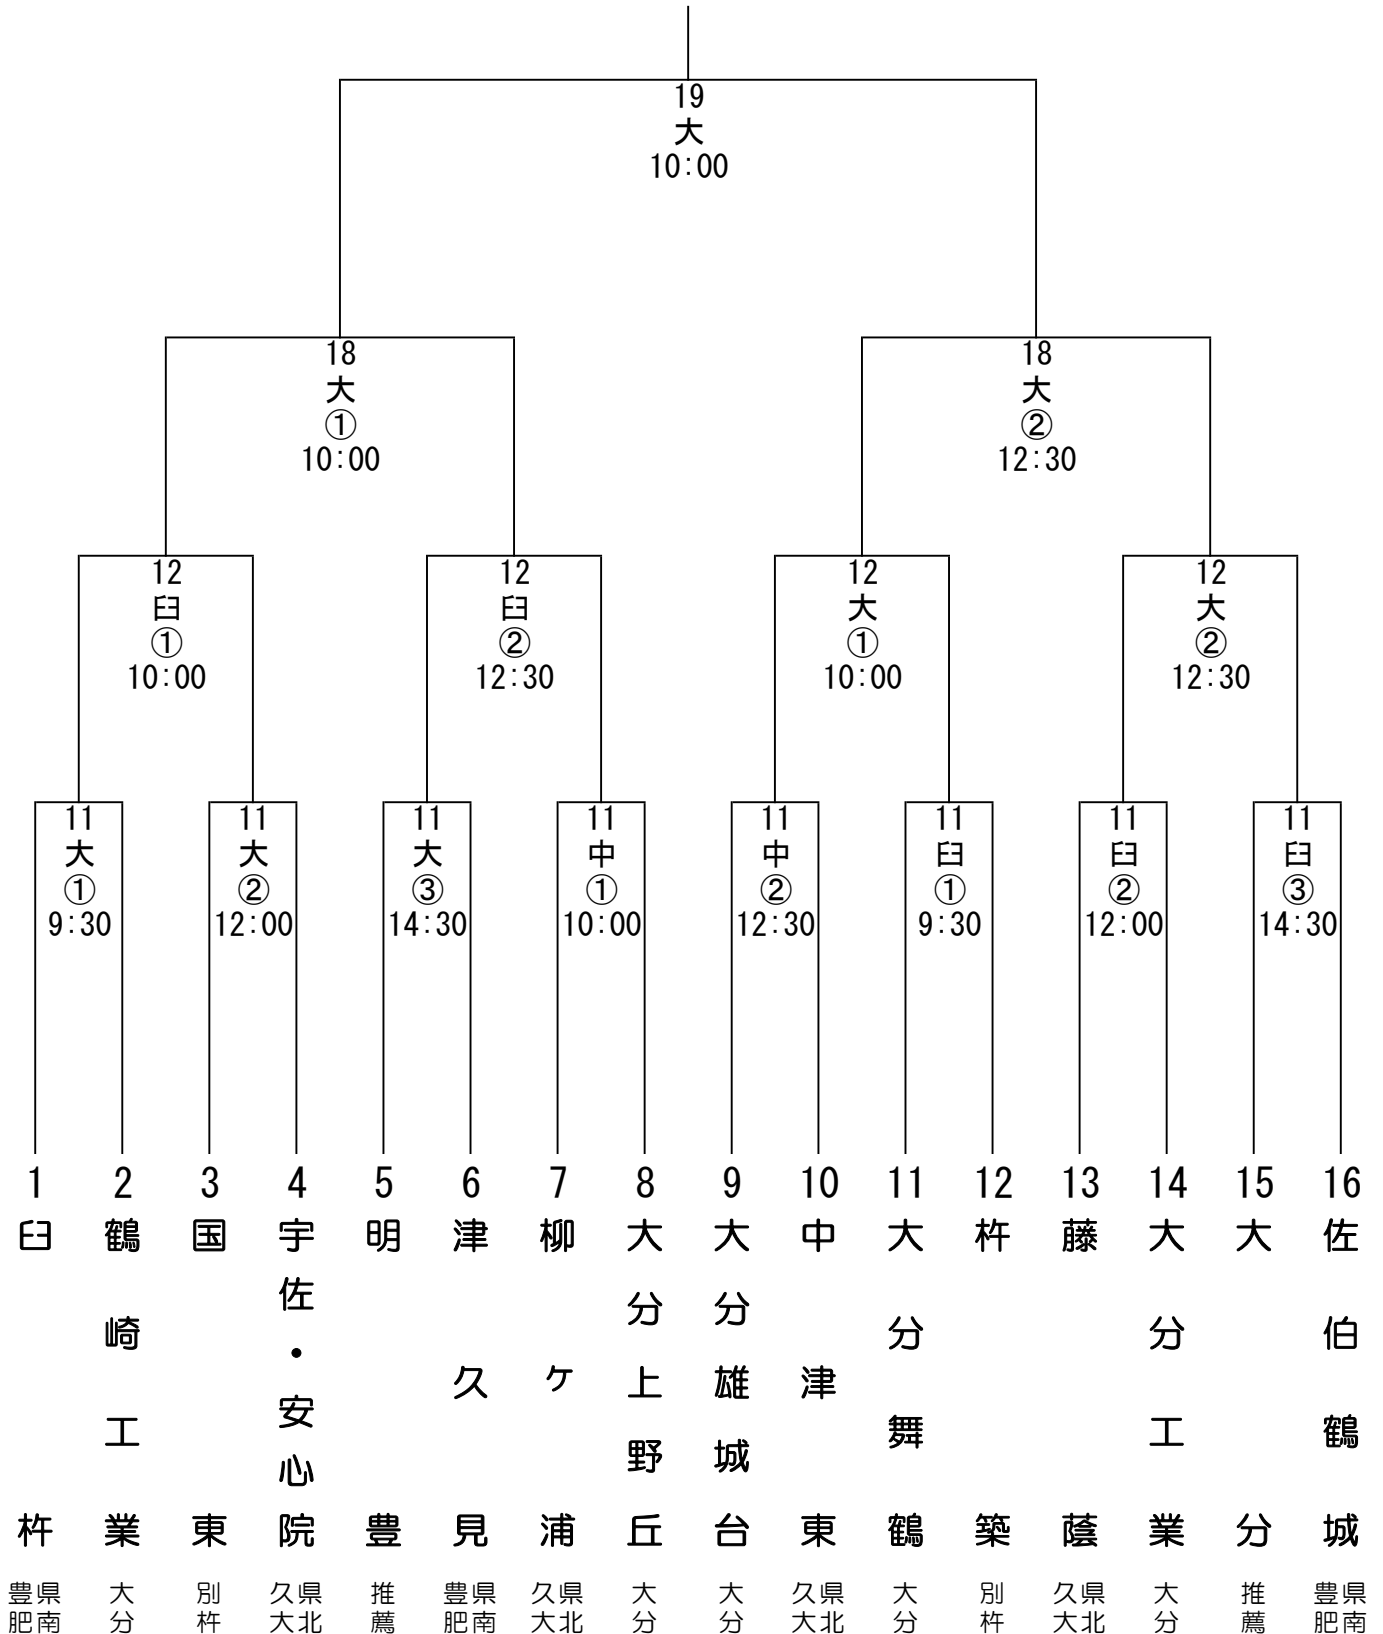 19
大
10:00
18
大
①
10:00
18
大
②
12:30
12
臼
①
10:00
12
臼
②
12:30
12
大
①
10:00
12
大
②
12:30
11
大
①
9:30
11
大
②
12:00
11
大
③
14:30
11
中
①
10:00
11
中
②
12:30
11
臼
①
9:30
11
臼
②
12:00
11
臼
③
14:30
1
臼杵
豊肥
県南
2
鶴崎工業
大分
3
国東
別杵
4
宇佐・安心院
久大
県北
5
明豊
推薦
6
津久見
豊肥
県南
7
柳ケ浦
久大
県北
8
大分上野丘
大分
9
大分雄城台
大分
10
中津東
久大
県北
11
大分舞鶴
大分
12
杵築
別杵
13
藤蔭
久大
県北
14
大分工業
大分
15
大分
推薦
16
佐伯鶴城
豊肥
県南